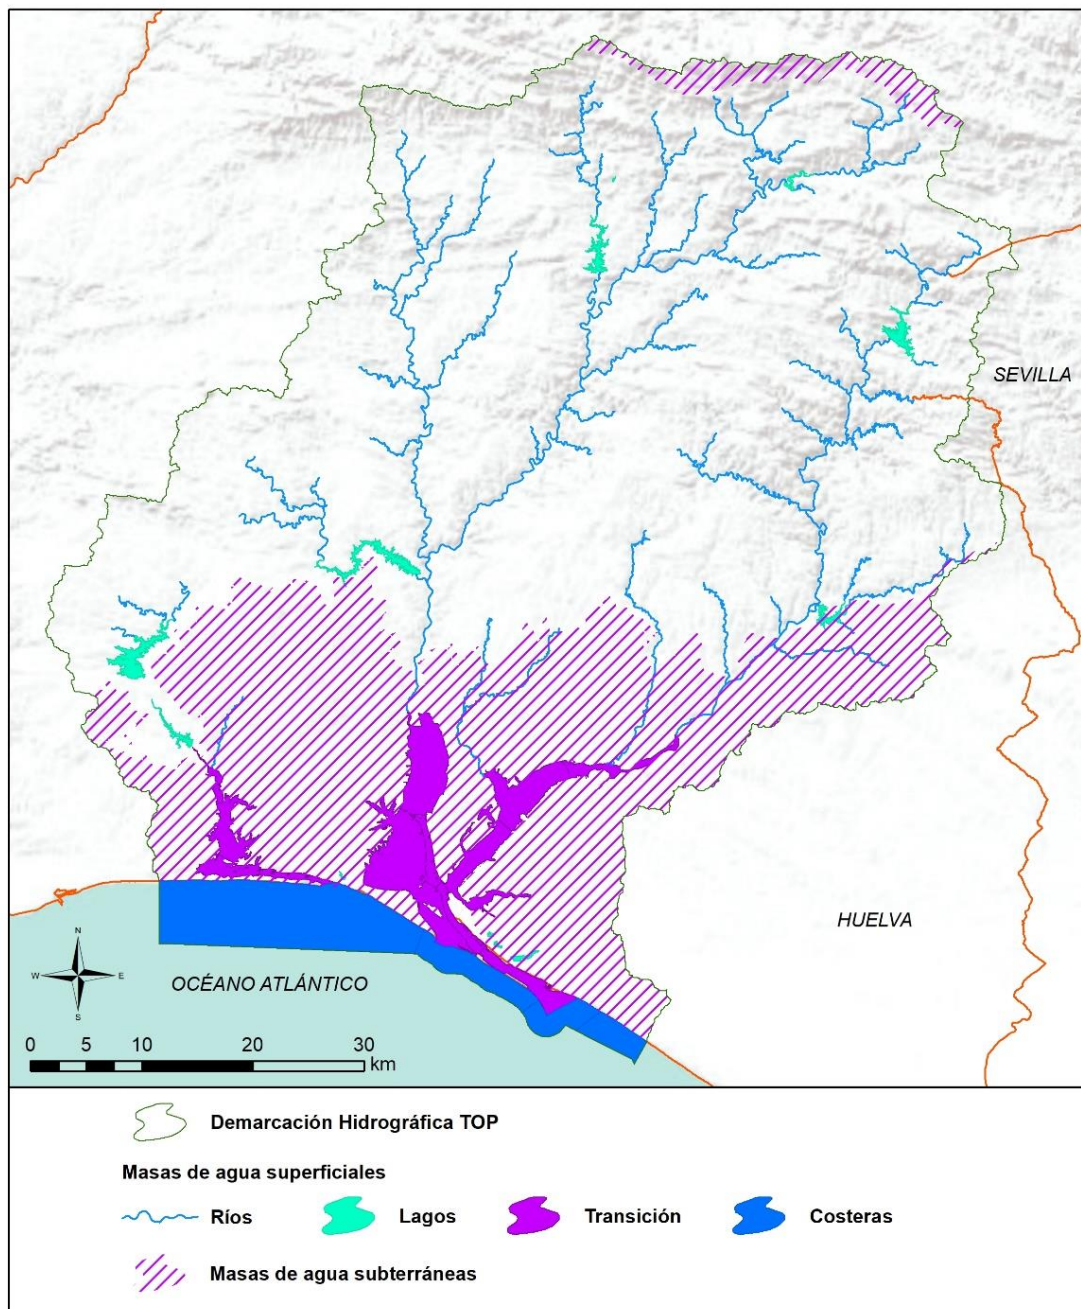 SEVILLA
HUELVA
N
W E
S
OCÉANO ATLÁNTICO
0 5 10 20 30
km
Demarcación Hidrográfica TOP
Masas de agua superficiales
Ríos Lagos Transición Costeras
Masas de agua subterráneas